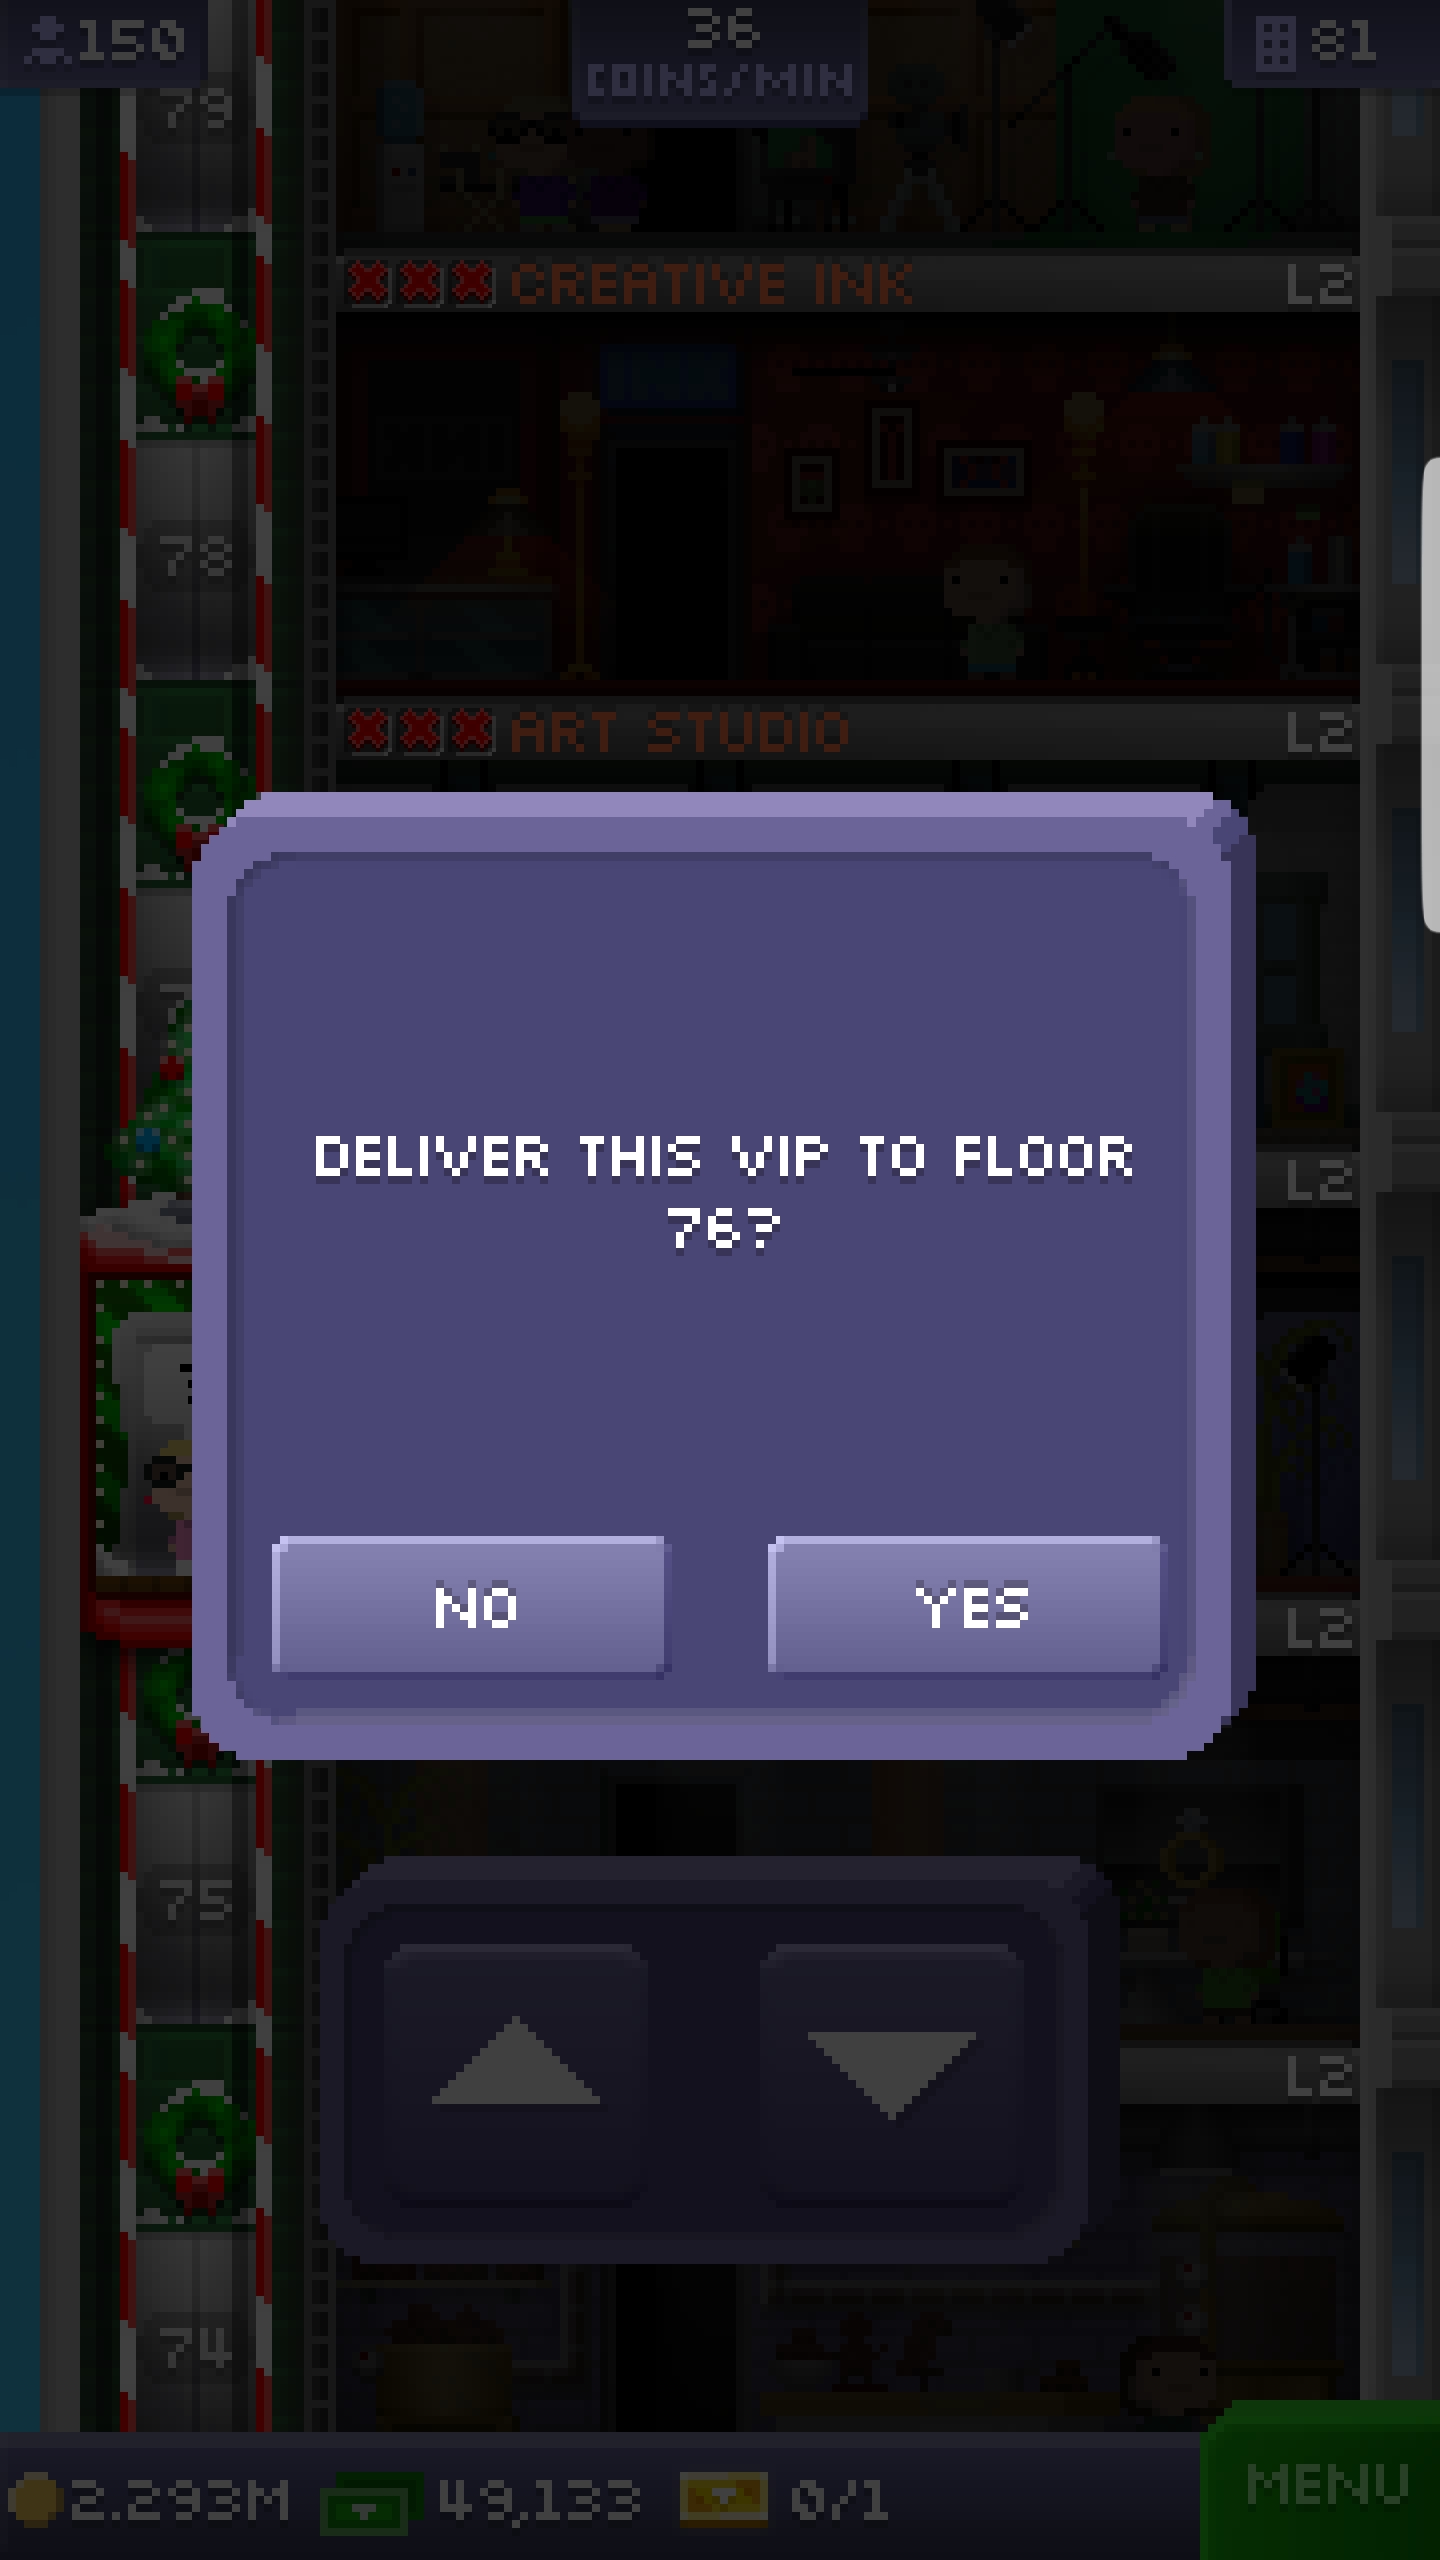 150
36
COINS/MIN
81
79
CREATIVE INK
L2
78
ART STUDIO
L2
DELIVER THIS VIP TO FLOOR
76?
L2
NO
YES
L2
75
L2
74
2.293M
49,133
0/1
MENU